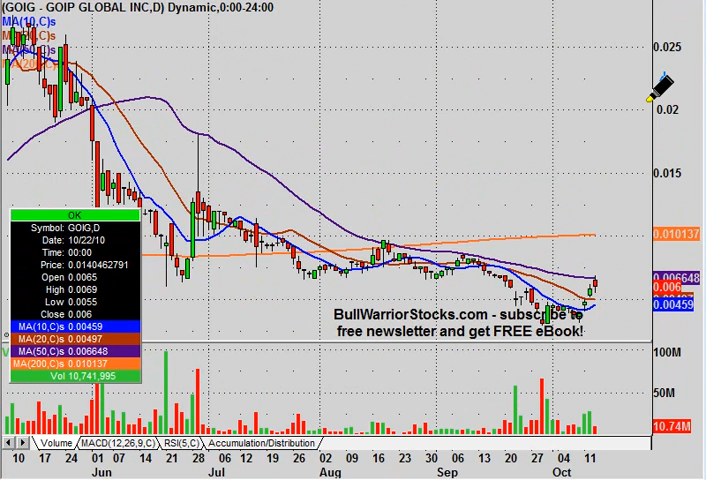 (GOIG - GOIP GLOBAL INC,D) Dynamic,0:00-24:00
MA(10,C)s
0.025
0.02
0.015
0.010137
0.006648
0.006
0.00459
OK
Symbol: GOIG,D
Date: 10/22/10
Time: 00:00
Price: 0.0140462791
Open 0.0065
High 0.0069
Low 0.0055
Close 0.006
MA(10,C)s 0.00459
MA(20,C)s 0.00497
MA(50,C)s 0.006648
MA(200,C)s 0.010137
Vol 10,741,995
BullWarriorStocks.com - subscribe to
free newsletter and get FREE eBook!
100M
50M
10.74M
Volume MACD(12,26,9,C) RSI(5,C) Accumulation/Distribution
10 17 24 01 07 14 21 28 06 12 19 26 02 09 16 23 30 06 13 20 27 04 11
Jun Jul Aug Sep Oct